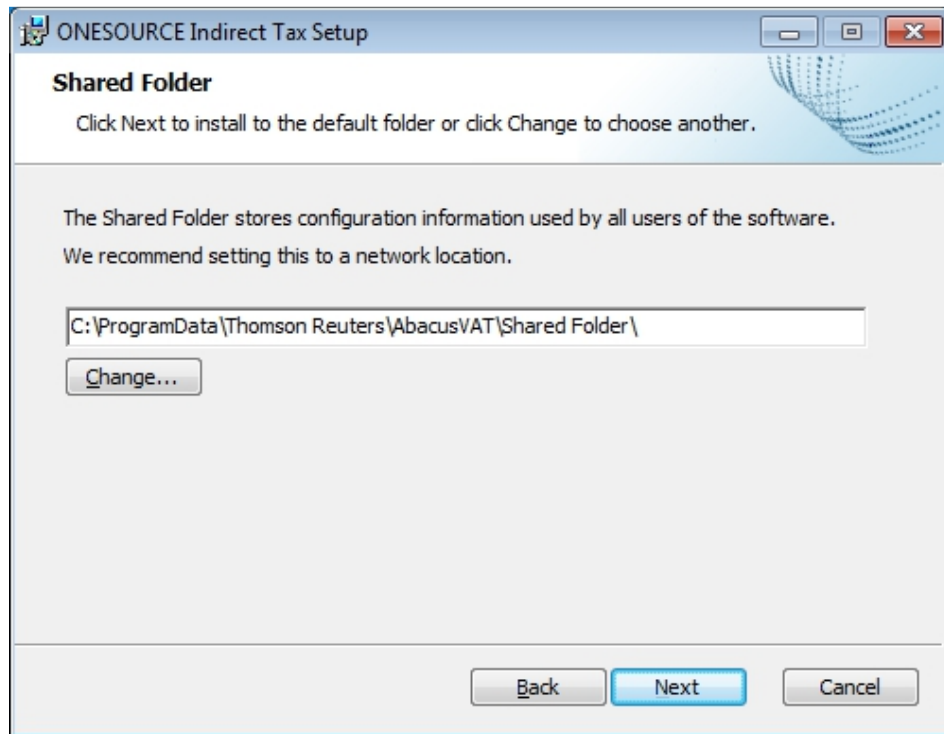 ONESOURCE Indirect Tax Setup
Shared Folder
Click Next to install to the default folder or click Change to choose another.
The Shared Folder stores configuration information used by all users of the software.
We recommend setting this to a network location.
C:\ProgramData\Thomson Reuters\AbacusVAT\Shared Folder\
Change...
Back Next Cancel